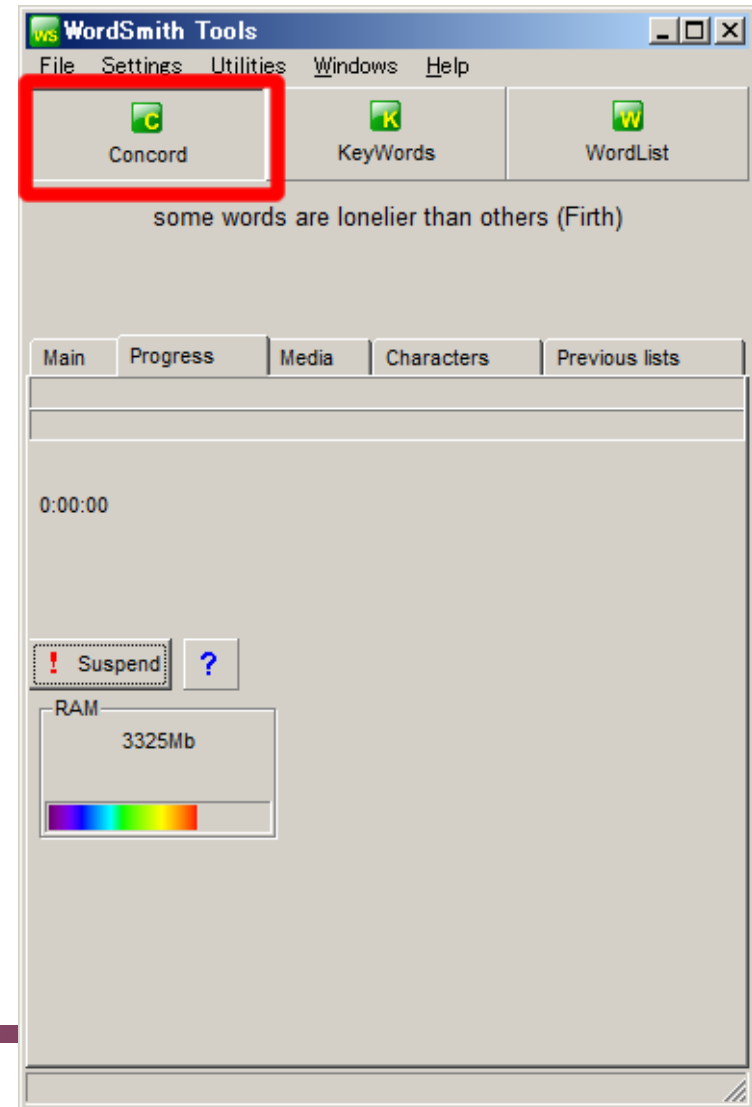 WS WordSmith Tools
File Settings Utilities Windows Help
C K W
Concord KeyWords WordList
some words are lonelier than others (Firth)
Main Progress Media Characters Previous lists
0:00:00
! Suspend ?
RAM
3325Mb